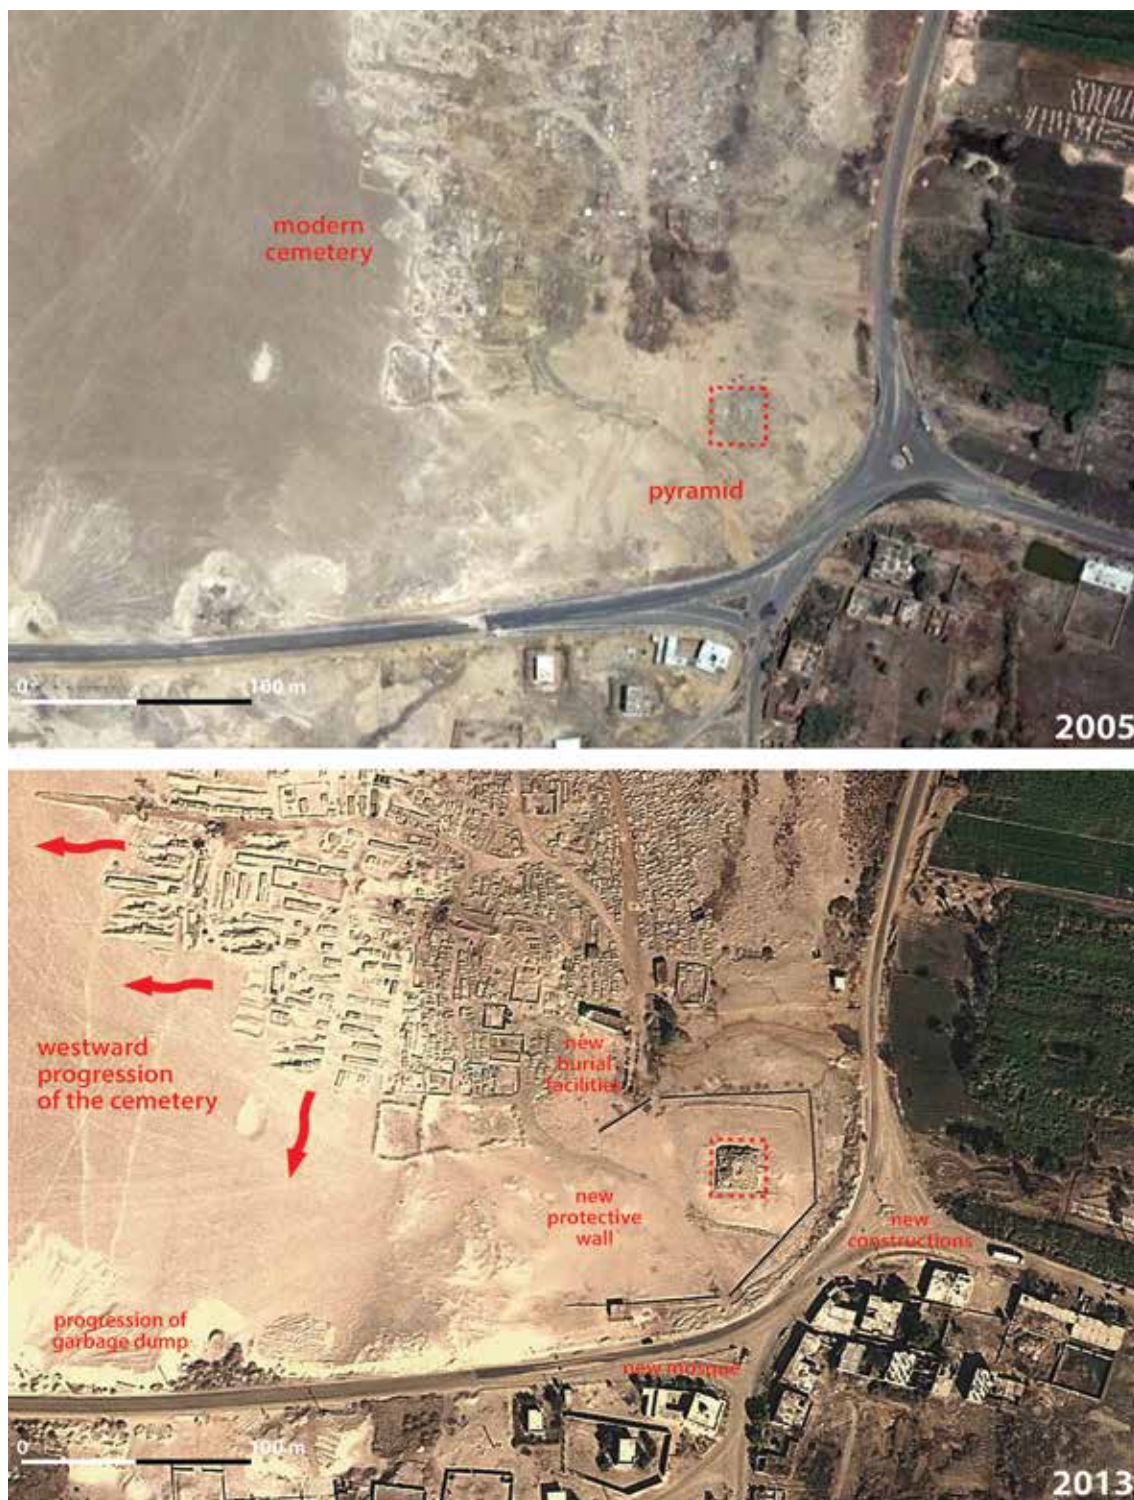 modern
cemetery
pyramid
0
100 m
2005
westward
progression
of the cemetery
new
burial
facilities
new
protective
wall
new
constructions
progression of
garbage dump
new mosque
0
100 m
2013